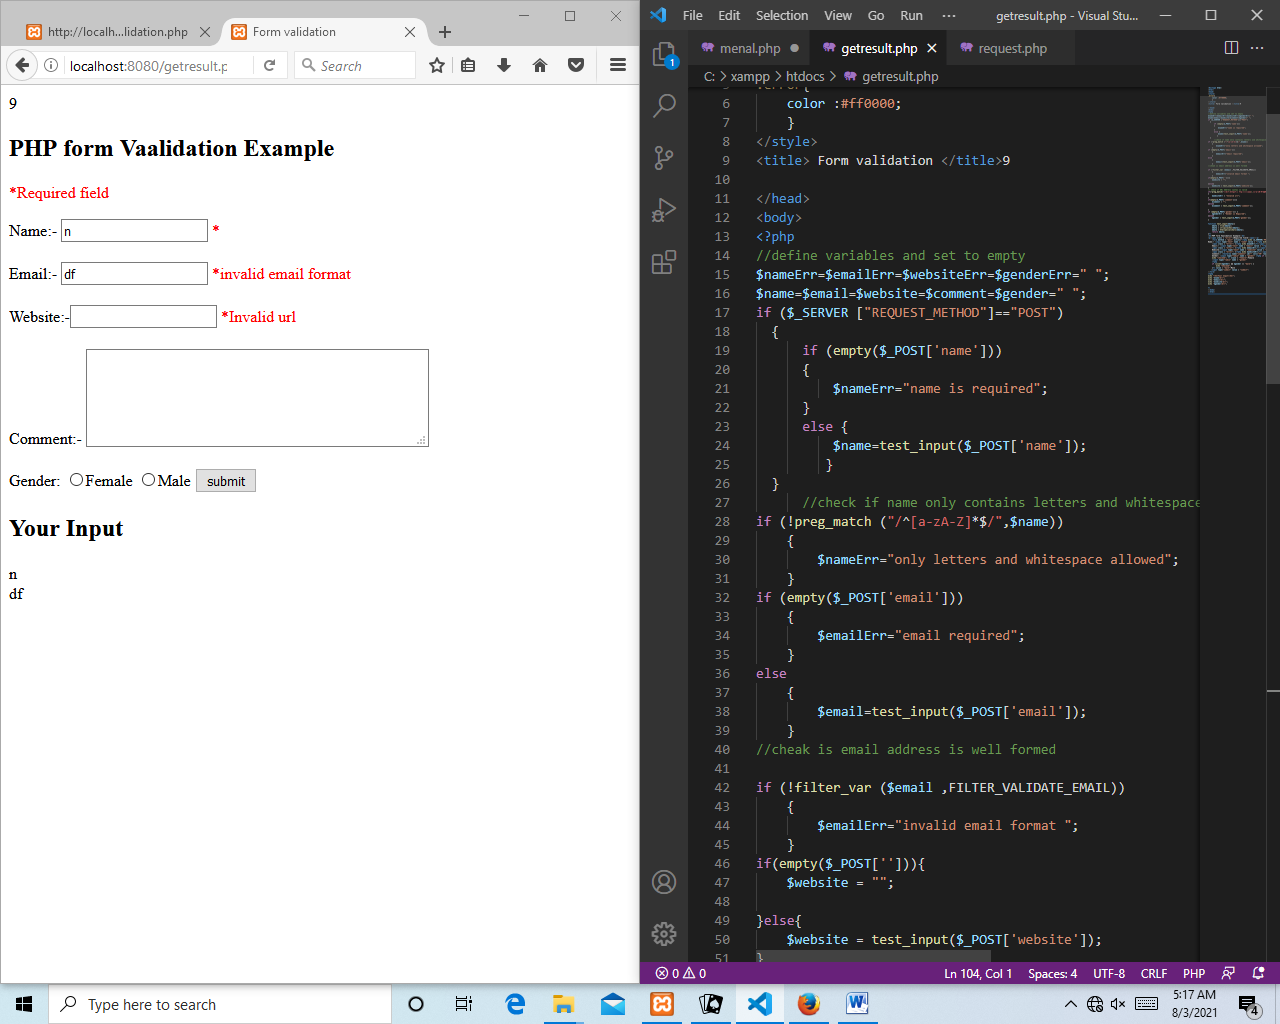 http://localh...lidation.php
Form validation
localhost:8080/getresult.p
Search
9
PHP form Vaalidation Example
*Required field
Name:- n *
Email:- df *invalid email format
Website:- *Invalid url
Comment:-
Gender: Female Male submit
Your Input
n
df
File Edit Selection View Go Run ··· getresult.php - Visual Stu...
menal.php getresult.php request.php ···
C: > xampp > htdocs > getresult.php
1
6 color :#ff0000;
7 }
8 </style>
9 <title> Form validation </title>9
10
11 </head>
12 <body>
13 <?php
14 //define variables and set to empty
15 $nameErr=$emailErr=$websiteErr=$genderErr=" ";
16 $name=$email=$website=$comment=$gender=" ";
17 if ($_SERVER ["REQUEST_METHOD"]=="POST")
18 {
19 if (empty($_POST['name']))
20 {
21 $nameErr="name is required";
22 }
23 else {
24 $name=test_input($_POST['name']);
25 }
26 }
27 //check if name only contains letters and whitespace
28 if (!preg_match ("/^[a-zA-Z]*$/",$name))
29 {
30 $nameErr="only letters and whitespace allowed";
31 }
32 if (empty($_POST['email']))
33 {
34 $emailErr="email required";
35 }
36 else
37 {
38 $email=test_input($_POST['email']);
39 }
40 //cheak is email address is well formed
41
42 if (!filter_var ($email ,FILTER_VALIDATE_EMAIL))
43 {
44 $emailErr="invalid email format ";
45 }
46 if(empty($_POST[''])){
47 $website = "";
48
49 }else{
50 $website = test_input($_POST['website']);
51 }
0 0 Ln 104, Col 1 Spaces: 4 UTF-8 CRLF PHP
Type here to search
5:17 AM
8/3/2021
4